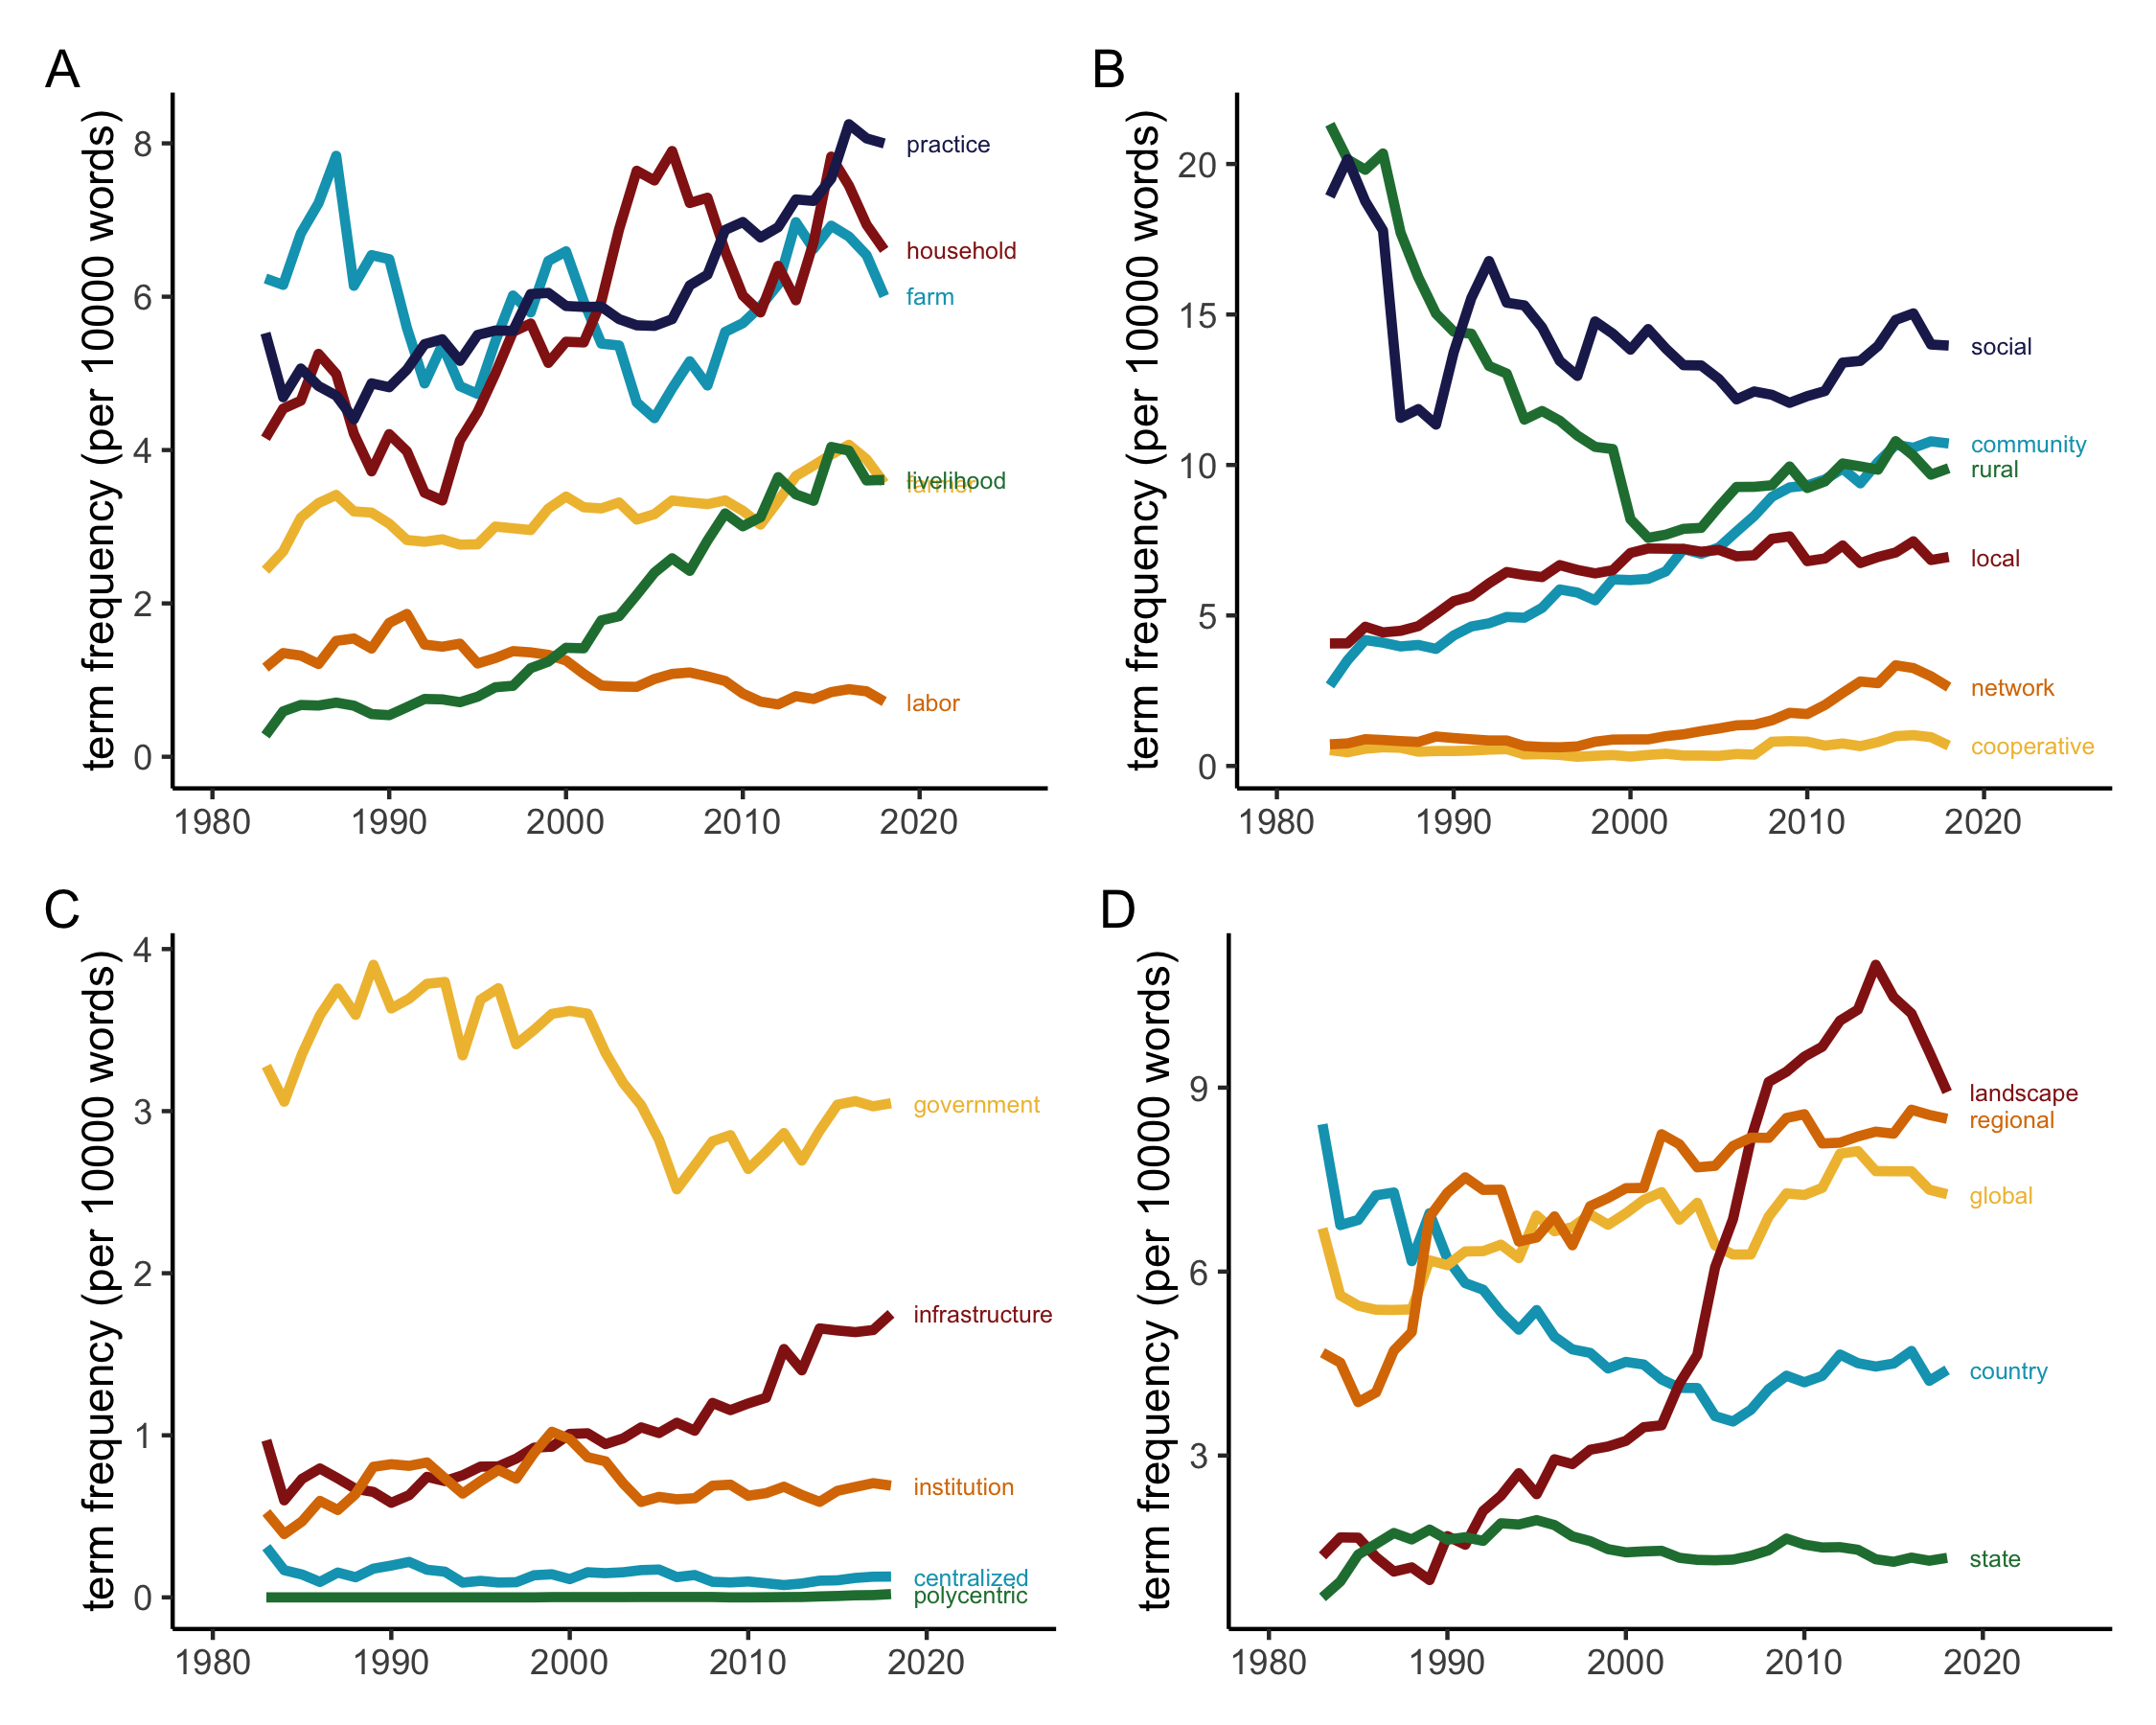 A
term frequency (per 10000 words)
8
6
4
2
0
1980 1990 2000 2010 2020
practice
household
farm
livelihood
farmer
labor
B
term frequency (per 10000 words)
20
15
10
5
0
1980 1990 2000 2010 2020
social
community
rural
local
network
cooperative
C
term frequency (per 10000 words)
4
3
2
1
0
1980 1990 2000 2010 2020
government
infrastructure
institution
centralized
polycentric
D
term frequency (per 10000 words)
9
6
3
1980 1990 2000 2010 2020
landscape
regional
global
country
state